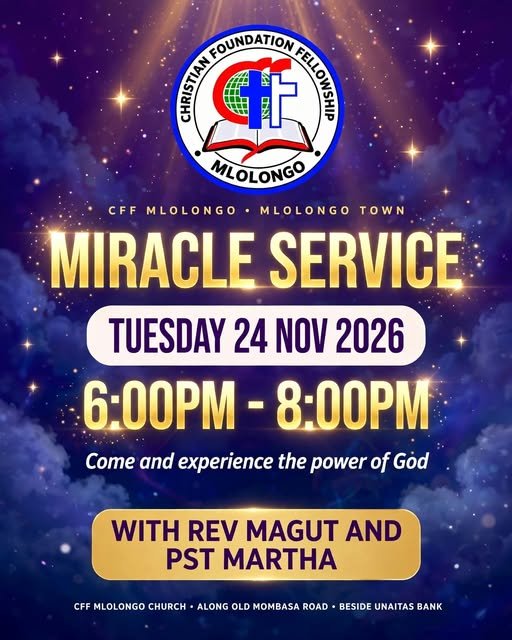 CHRISTIAN FOUNDATION FELLOWSHIP
• MLOLONGO •
CFF MLOLONGO • MLOLONGO TOWN
MIRACLE SERVICE
TUESDAY 24 NOV 2026
6:00PM - 8:00PM
Come and experience the power of God
WITH REV MAGUT AND
PST MARTHA
CFF MLOLONGO CHURCH • ALONG OLD MOMBASA ROAD • BESIDE UNAITAS BANK